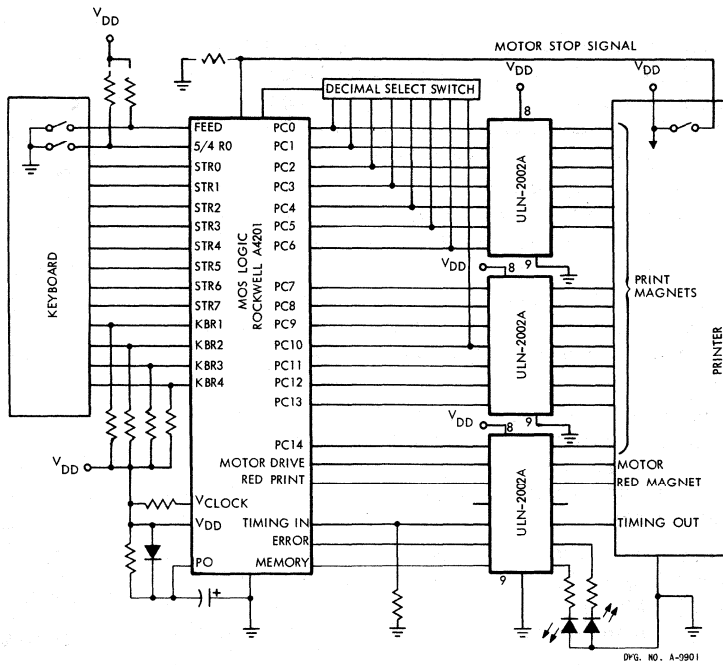 VDD
MOTOR STOP SIGNAL
VDD
VDD
DECIMAL SELECT SWITCH
8
KEYBOARD
FEED
5/4 R0
STR0
STR1
STR2
STR3
STR4
STR5
STR6
STR7
KBR1
KBR2
KBR3
KBR4
VDD
VCLOCK
VDD
PO
MOS LOGIC
ROCKWELL A4201
PC0
PC1
PC2
PC3
PC4
PC5
PC6
PC7
PC8
PC9
PC10
PC11
PC12
PC13
PC14
MOTOR DRIVE
RED PRINT
TIMING IN
ERROR
MEMORY
+
ULN-2002A
9
VDD
8
ULN-2002A
9
VDD
8
ULN-2002A
9
PRINT
MAGNETS
PRINTER
MOTOR
RED MAGNET
TIMING OUT
DWG. NO. A-9901